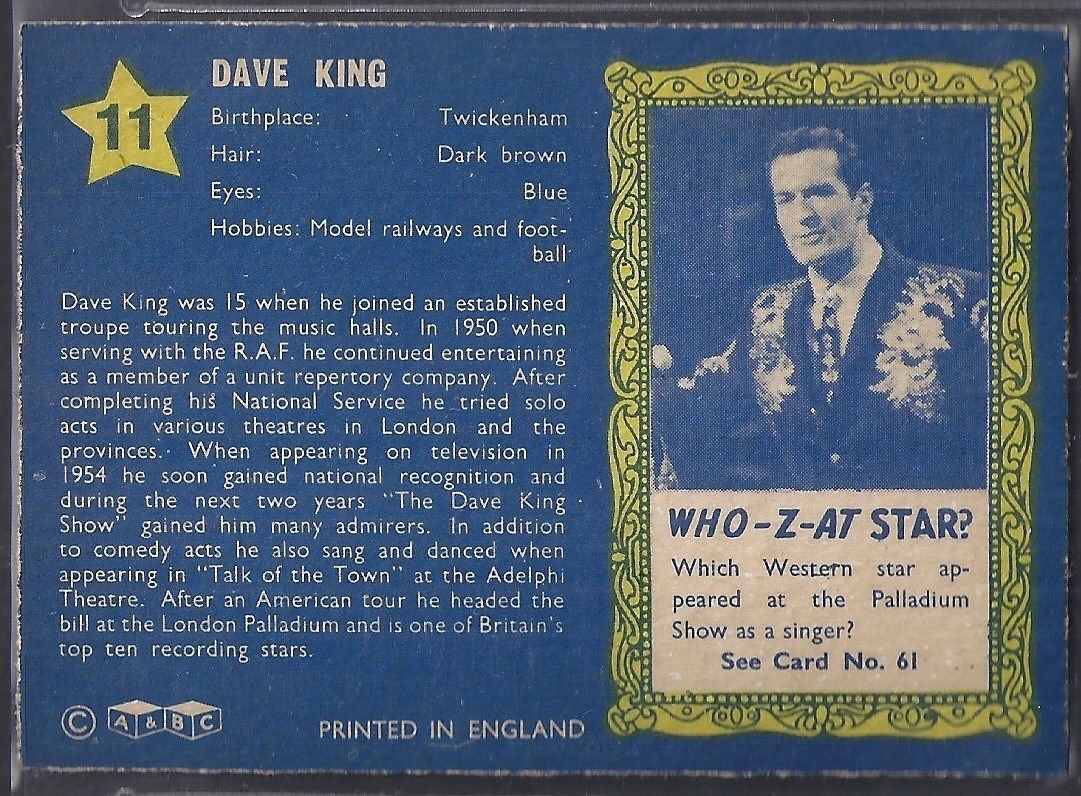 11
DAVE KING
Birthplace: Twickenham
Hair: Dark brown
Eyes: Blue
Hobbies: Model railways and foot-
ball
Dave King was 15 when he joined an established
troupe touring the music halls. In 1950 when
serving with the R.A.F. he continued entertaining
as a member of a unit repertory company. After
completing his National Service he tried solo
acts in various theatres in London and the
provinces. When appearing on television in
1954 he soon gained national recognition and
during the next two years "The Dave King
Show" gained him many admirers. In addition
to comedy acts he also sang and danced when
appearing in "Talk of the Town" at the Adelphi
Theatre. After an American tour he headed the
bill at the London Palladium and is one of Britain's
top ten recording stars.
© A & B C
PRINTED IN ENGLAND
WHO-Z-AT STAR?
Which Western star ap-
peared at the Palladium
Show as a singer?
See Card No. 61